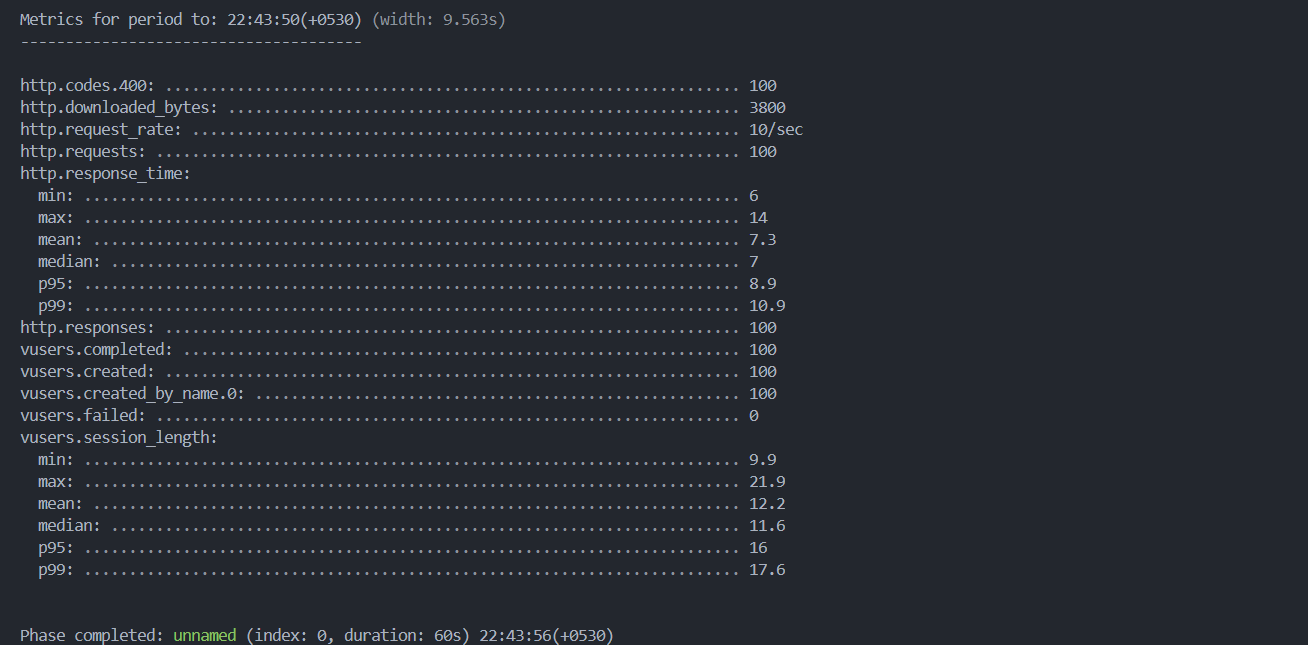 Metrics for period to: 22:43:50(+0530) (width: 9.563s)
--------------------------------------
http.codes.400: ................................................................ 100
http.downloaded_bytes: ......................................................... 3800
http.request_rate: ............................................................. 10/sec
http.requests: ................................................................. 100
http.response_time:
min: ......................................................................... 6
max: ......................................................................... 14
mean: ........................................................................ 7.3
median: ...................................................................... 7
p95: ......................................................................... 8.9
p99: ......................................................................... 10.9
http.responses: ................................................................ 100
vusers.completed: .............................................................. 100
vusers.created: ................................................................ 100
vusers.created_by_name.0: ...................................................... 100
vusers.failed: ................................................................. 0
vusers.session_length:
min: ......................................................................... 9.9
max: ......................................................................... 21.9
mean: ........................................................................ 12.2
median: ...................................................................... 11.6
p95: ......................................................................... 16
p99: ......................................................................... 17.6
Phase completed: unnamed (index: 0, duration: 60s) 22:43:56(+0530)